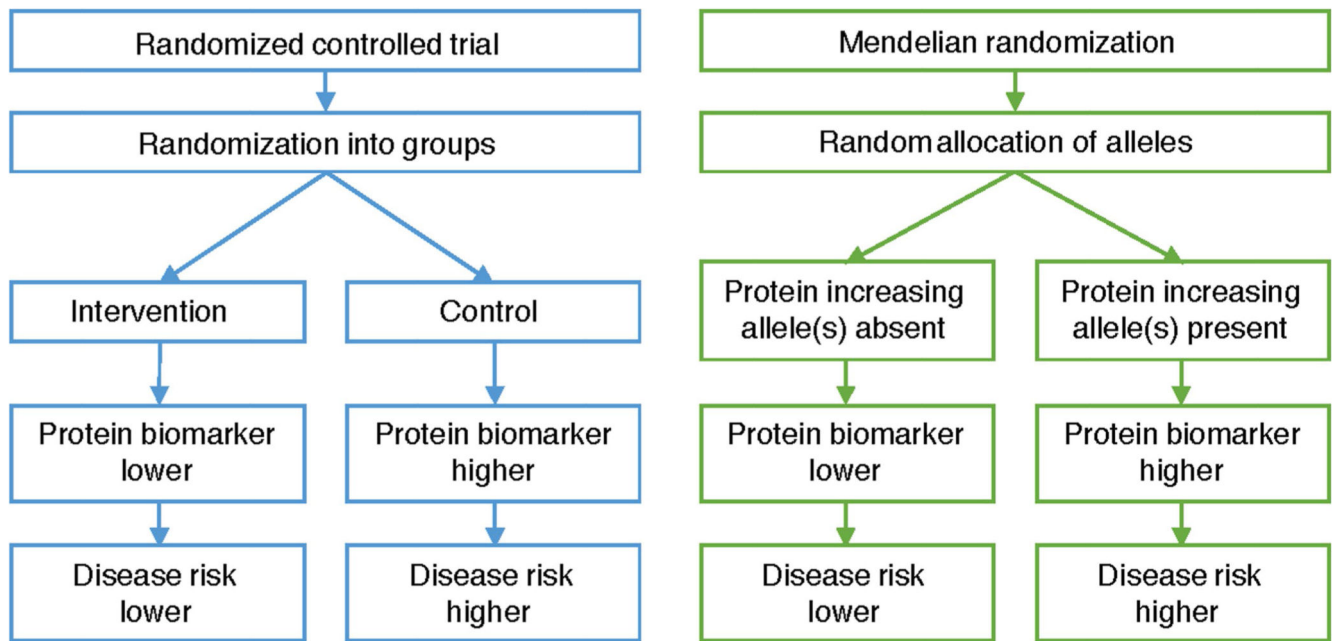 Randomized controlled trial
Randomization into groups
Intervention
Control
Protein biomarker
lower
Protein biomarker
higher
Disease risk
lower
Disease risk
higher
Mendelian randomization
Random allocation of alleles
Protein increasing
allele(s) absent
Protein increasing
allele(s) present
Protein biomarker
lower
Protein biomarker
higher
Disease risk
lower
Disease risk
higher